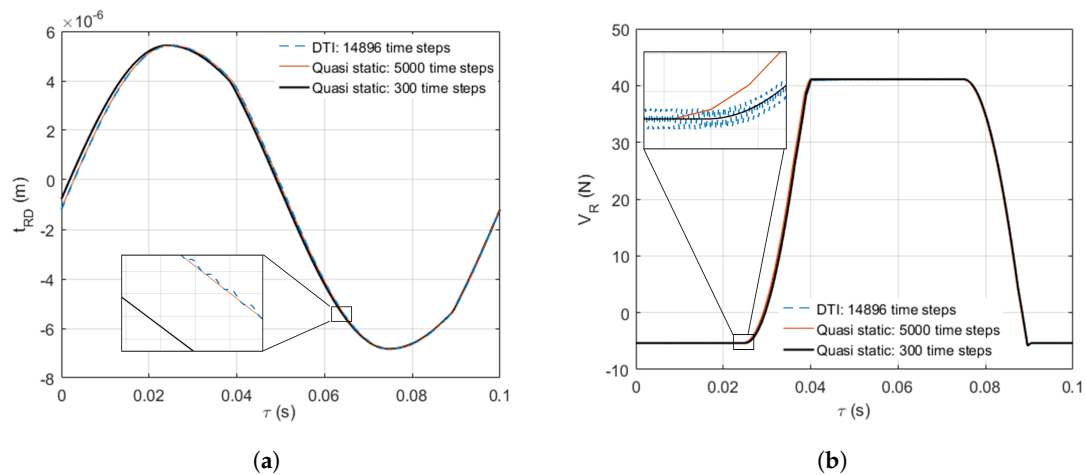 ×10⁻⁶
6
4
2
0
-2
-4
-6
-8
t_RD (m)
0
0.02
0.04
0.06
0.08
0.1
τ (s)
DTI: 14896 time steps
Quasi static: 5000 time steps
Quasi static: 300 time steps
(a)
50
40
30
20
10
0
-10
V_R (N)
0
0.02
0.04
0.06
0.08
0.1
τ (s)
DTI: 14896 time steps
Quasi static: 5000 time steps
Quasi static: 300 time steps
(b)